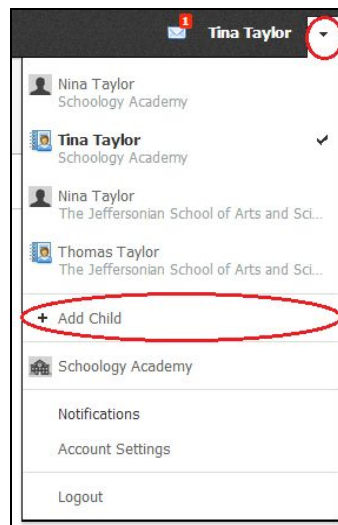 1
Tina Taylor
Nina Taylor
Schoology Academy
Tina Taylor
Schoology Academy
Nina Taylor
The Jeffersonian School of Arts and Sci...
Thomas Taylor
The Jeffersonian School of Arts and Sci...
+ Add Child
Schoology Academy
Notifications
Account Settings
Logout